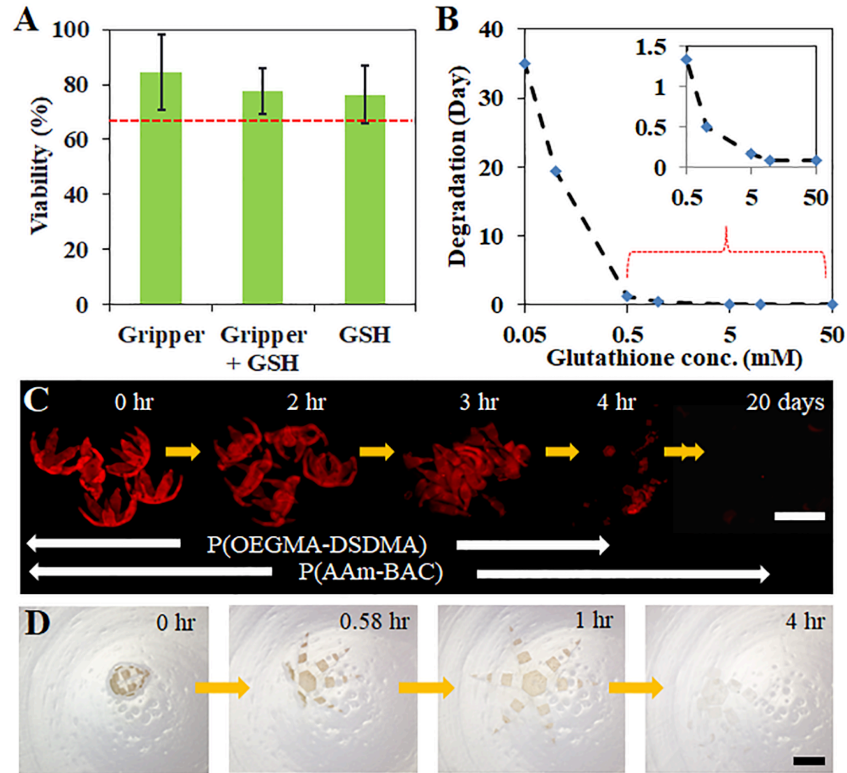 A
100
80
60
40
20
0
Viability (%)
Gripper
Gripper
+ GSH
GSH
B
40
30
20
10
0
Degradation (Day)
0.05
0.5
5
50
Glutathione conc. (mM)
1.5
1
0.5
0
0.5
5
50
C
0 hr
2 hr
3 hr
4 hr
20 days
P(OEGMA-DSDMA)
P(AAm-BAC)
D
0 hr
0.58 hr
1 hr
4 hr